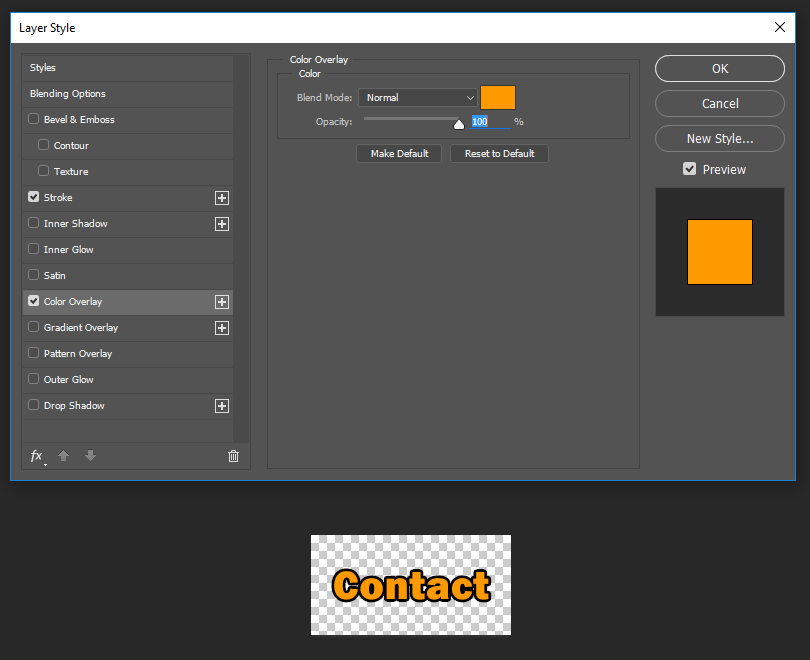 Layer Style
Styles
Blending Options
Bevel & Emboss
Contour
Texture
Stroke
Inner Shadow
Inner Glow
Satin
Color Overlay
Gradient Overlay
Pattern Overlay
Outer Glow
Drop Shadow
fx
Color Overlay
Color
Blend Mode: Normal
Opacity: 100 %
Make Default Reset to Default
OK
Cancel
New Style...
Preview
Contact